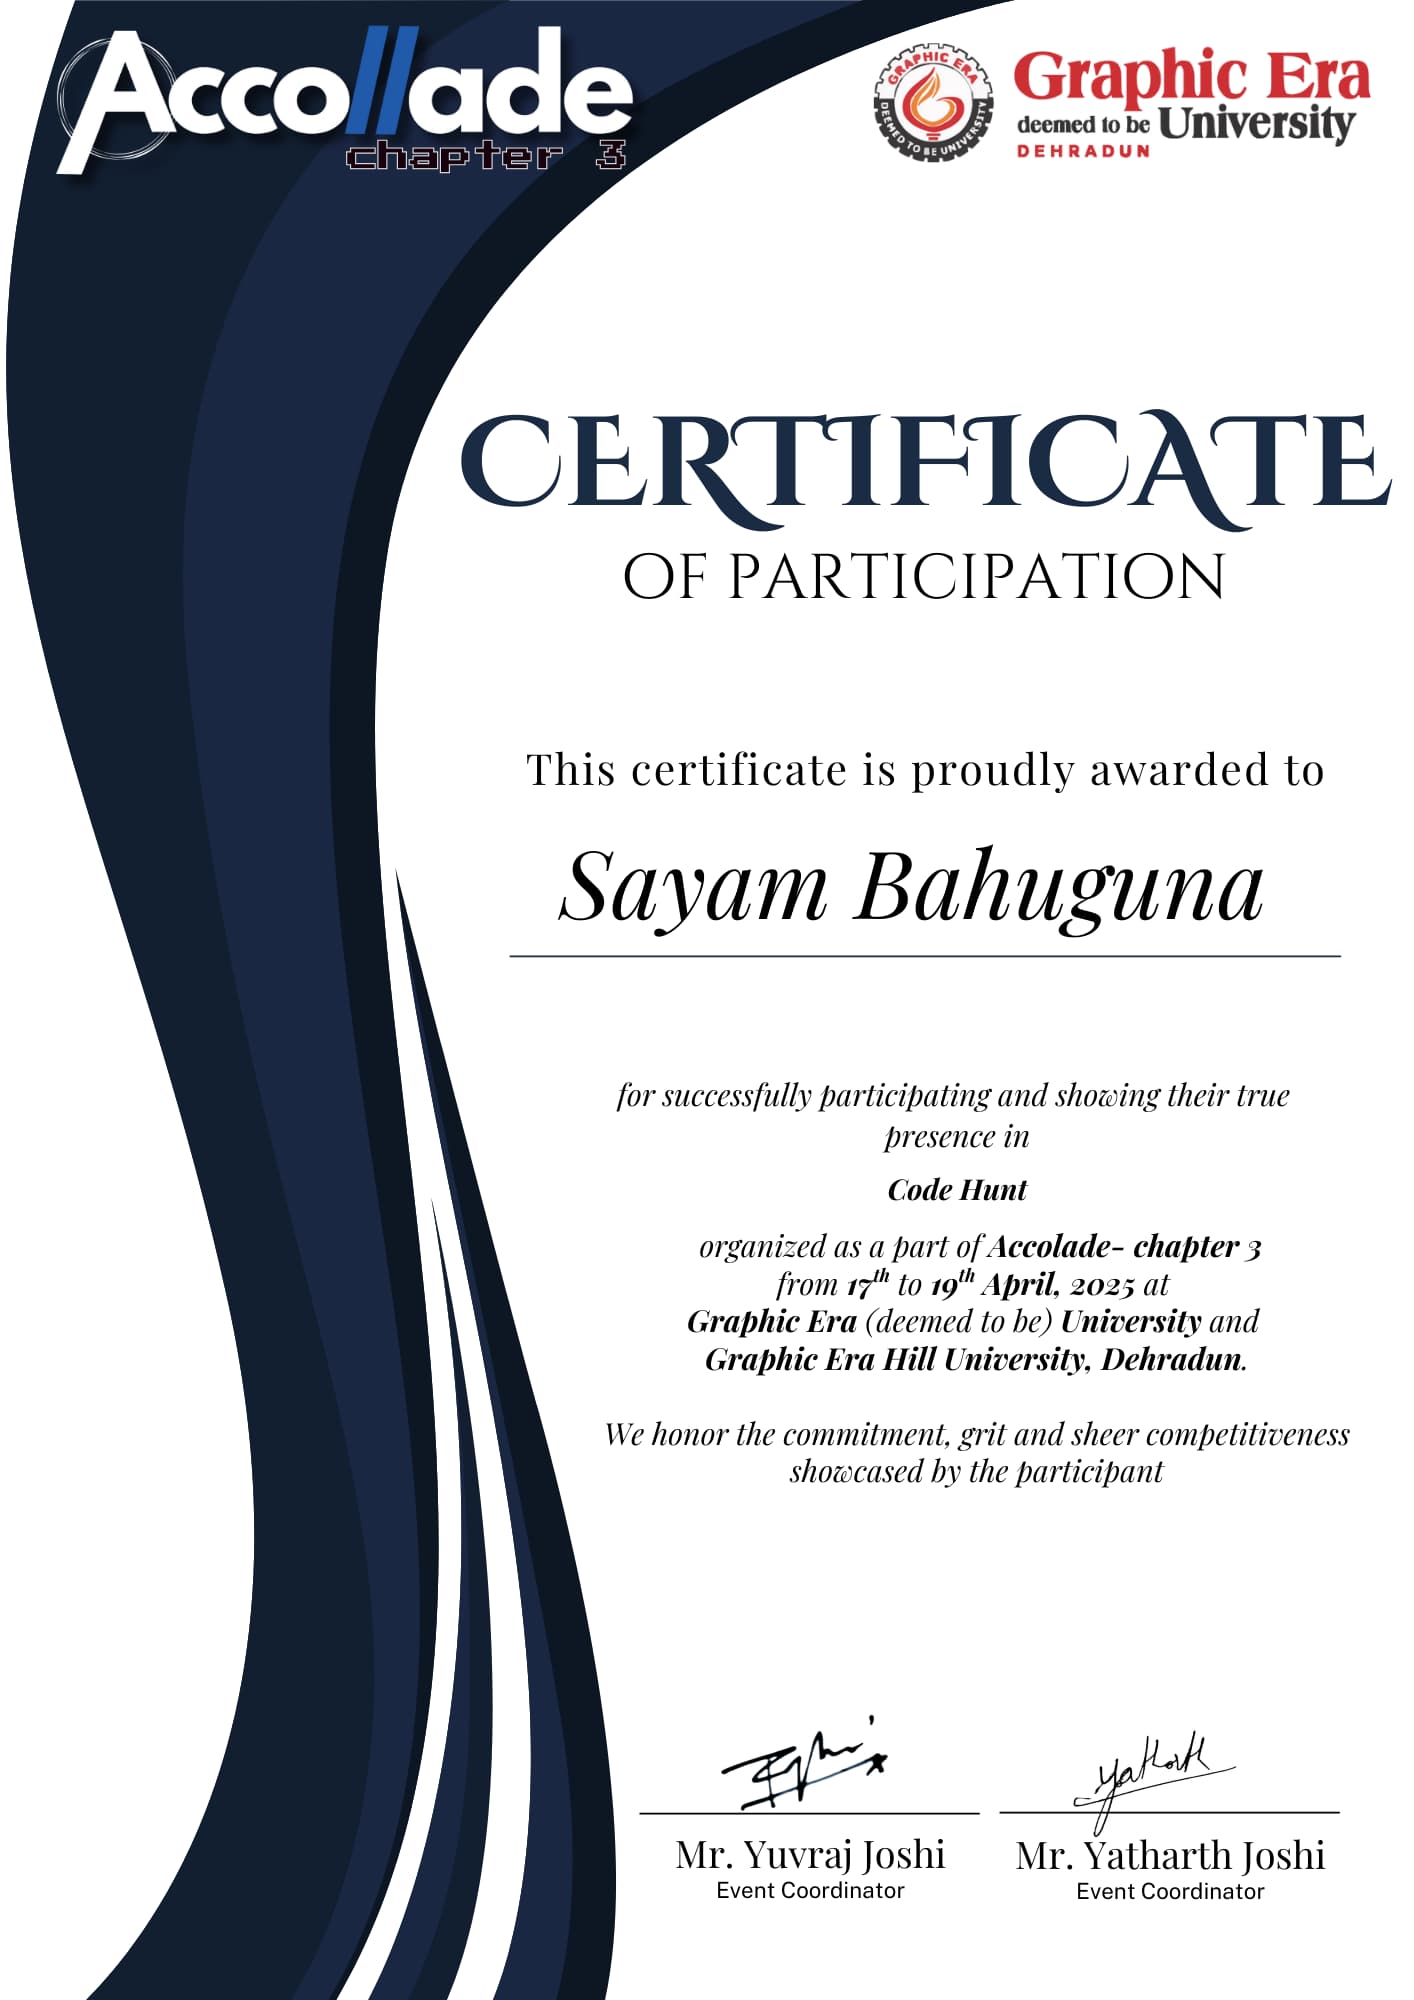 Accollade
chapter 3
GRAPHIC ERA
DEEMED TO BE UNIVERSITY
Graphic Era
deemed to be University
DEHRADUN
CERTIFICATE
OF PARTICIPATION
This certificate is proudly awarded to
Sayam Bahuguna
for successfully participating and showing their true
presence in
Code Hunt
organized as a part of Accolade- chapter 3
from 17th to 19th April, 2025 at
Graphic Era (deemed to be) University and
Graphic Era Hill University, Dehradun.
We honor the commitment, grit and sheer competitiveness
showcased by the participant
Yatharth
Mr. Yuvraj Joshi
Event Coordinator
Mr. Yatharth Joshi
Event Coordinator